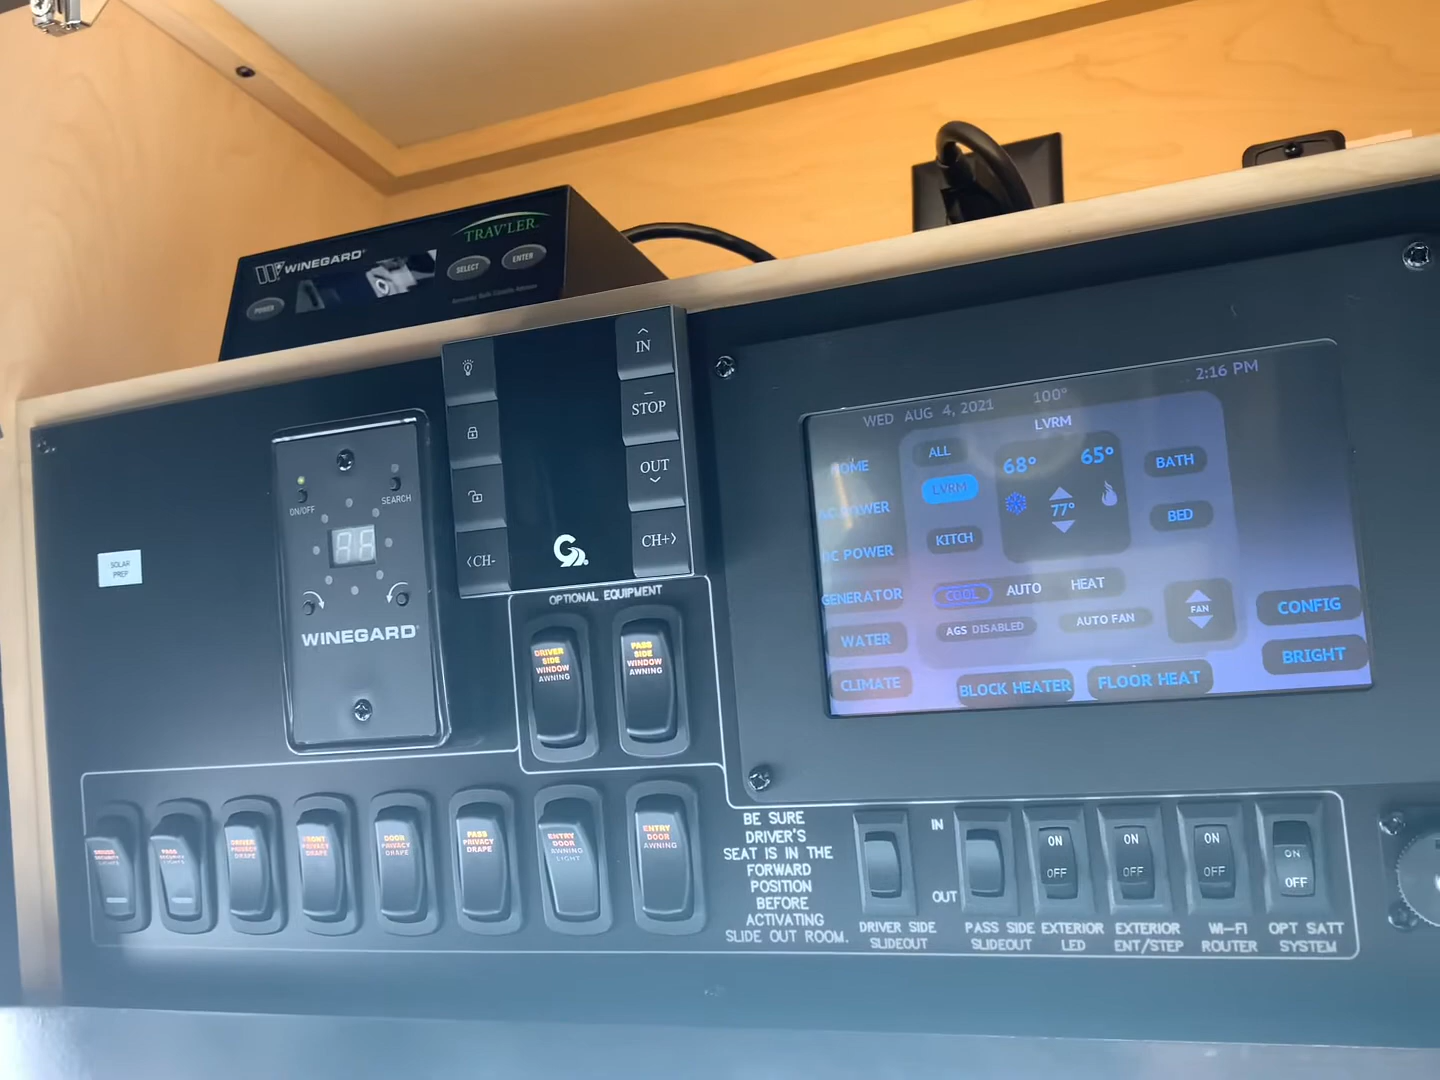 WINEGARD®
TRAV'LER.
POWER
SELECT
ENTER
IN
STOP
OUT
<CH-
CH+>
ON/OFF
SEARCH
WINEGARD®
SOLAR
PREP
OPTIONAL EQUIPMENT
DRIVER
SIDE
WINDOW
AWNING
PASS
SIDE
WINDOW
AWNING
WED AUG 4, 2021 100° 2:16 PM
LVRM
HOME
AC POWER
DC POWER
GENERATOR
WATER
CLIMATE
ALL
LVRM
KITCH
68° 65°
77°
BATH
BED
COOL AUTO HEAT
AGS DISABLED
AUTO FAN
FAN
CONFIG
BRIGHT
BLOCK HEATER
FLOOR HEAT
DRIVER
SECURITY
LIGHTS
PASS
SECURITY
LIGHTS
DRIVER
PRIVACY
DRAPE
FRONT
PRIVACY
DRAPE
DOOR
PRIVACY
DRAPE
PASS
PRIVACY
DRAPE
ENTRY
DOOR
AWNING
LIGHT
ENTRY
DOOR
AWNING
BE SURE
DRIVER'S
SEAT IS IN THE
FORWARD
POSITION
BEFORE
ACTIVATING
SLIDE OUT ROOM.
IN
OUT
DRIVER SIDE
SLIDEOUT
PASS SIDE
SLIDEOUT
ON
OFF
EXTERIOR
LED
ON
OFF
EXTERIOR
ENT/STEP
ON
OFF
WI-FI
ROUTER
ON
OFF
OPT SATT
SYSTEM